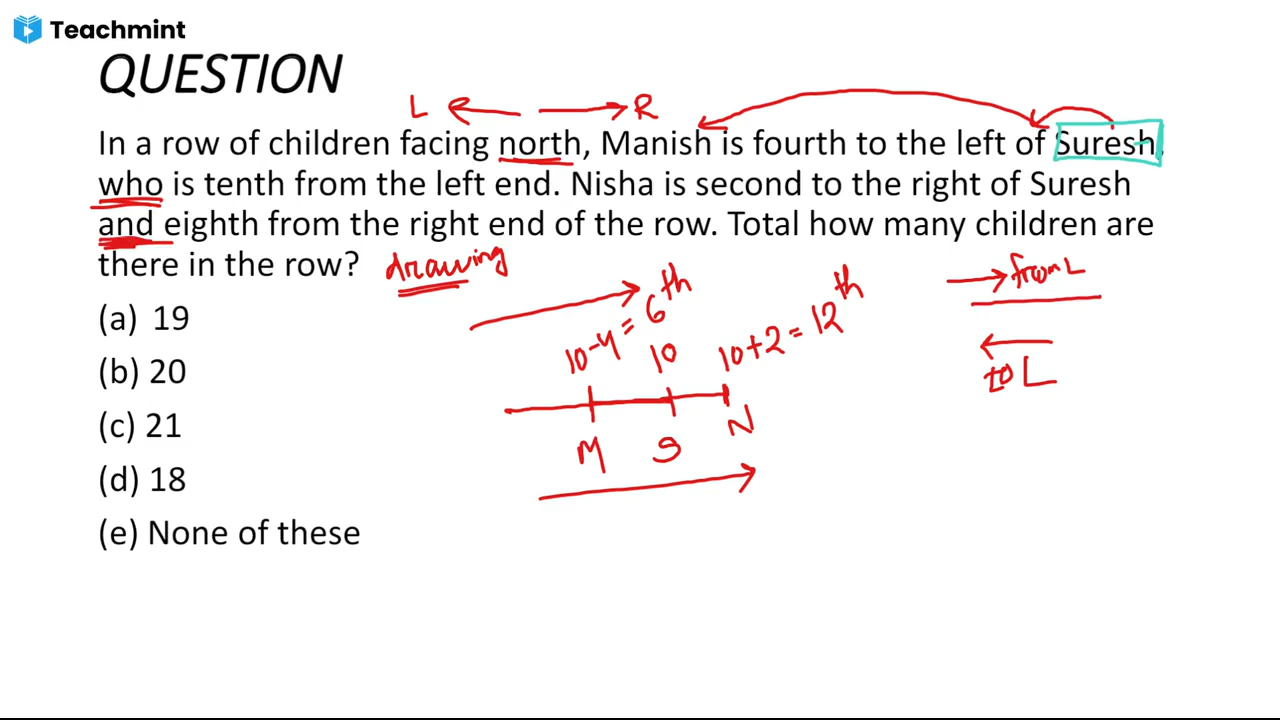 Teachmint
QUESTION
L R
In a row of children facing north, Manish is fourth to the left of Suresh,
who is tenth from the left end. Nisha is second to the right of Suresh
and eighth from the right end of the row. Total how many children are
there in the row? drawing
from L
(a) 19
10-4 = 6th 10 10+2 = 12th
(b) 20
to L
(c) 21
M S N
(d) 18
(e) None of these